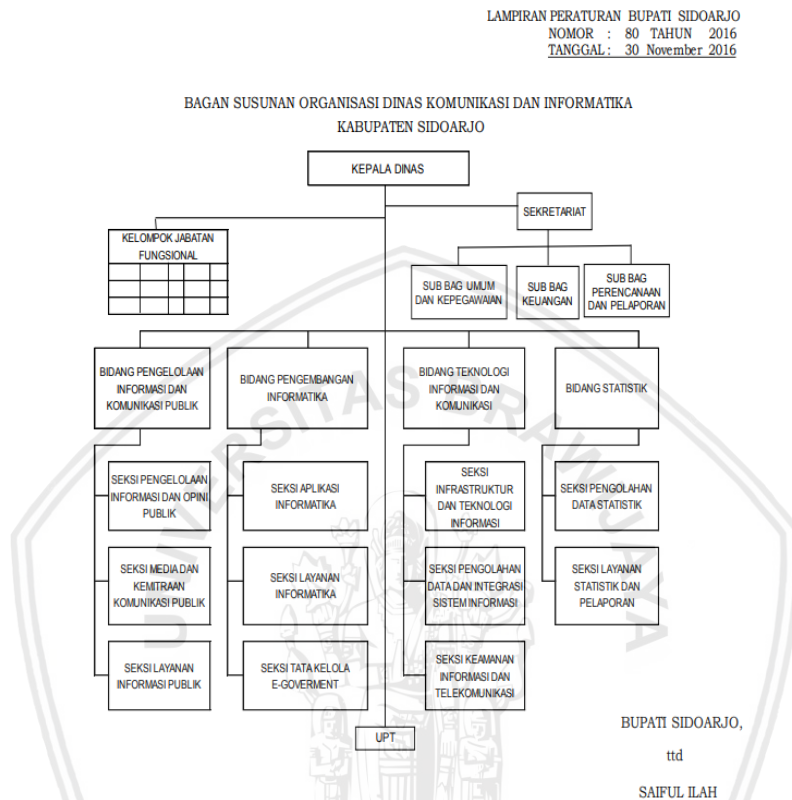 LAMPIRAN PERATURAN BUPATI SIDOARJO
NOMOR : 80 TAHUN 2016
TANGGAL : 30 November 2016
BAGAN SUSUNAN ORGANISASI DINAS KOMUNIKASI DAN INFORMATIKA
KABUPATEN SIDOARJO
KEPALA DINAS
SEKRETARIAT
KELOMPOK JABATAN
FUNGSIONAL
SUB BAG UMUM
DAN KEPEGAWAIAN
SUB BAG
KEUANGAN
SUB BAG
PERENCANAAN
DAN PELAPORAN
BIDANG PENGELOLAAN
INFORMASI DAN
KOMUNIKASI PUBLIK
BIDANG PENGEMBANGAN
INFORMATIKA
BIDANG TEKNOLOGI
INFORMASI DAN
KOMUNIKASI
BIDANG STATISTIK
SEKSI PENGELOLAAN
INFORMASI DAN OPINI
PUBLIK
SEKSI APLIKASI
INFORMATIKA
SEKSI
INFRASTRUKTUR
DAN TEKNOLOGI
INFORMASI
SEKSI PENGOLAHAN
DATA STATISTIK
SEKSI MEDIA DAN
KEMITRAAN
KOMUNIKASI PUBLIK
SEKSI LAYANAN
INFORMATIKA
SEKSI PENGOLAHAN
DATA DAN INTEGRASI
SISTEM INFORMASI
SEKSI LAYANAN
STATISTIK DAN
PELAPORAN
SEKSI LAYANAN
INFORMASI PUBLIK
SEKSI TATA KELOLA
E-GOVERMENT
SEKSI KEAMANAN
INFORMASI DAN
TELEKOMUNIKASI
UPT
BUPATI SIDOARJO,
ttd
SAIFUL ILAH
UNIVERSITAS BRAWIJAYA